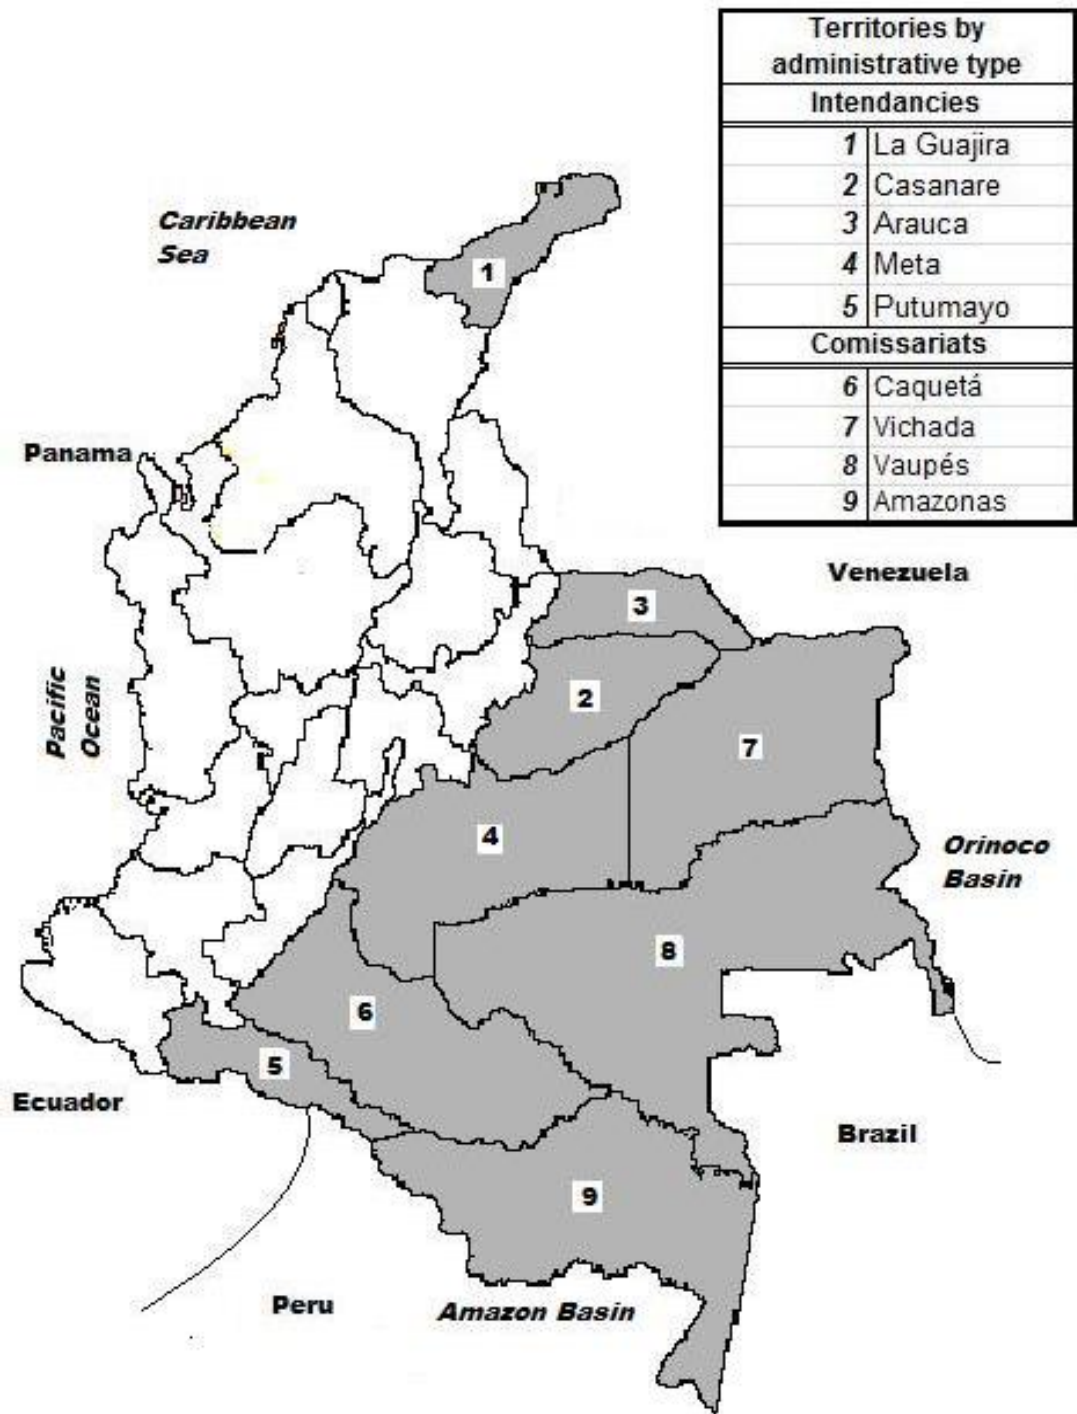 Territories by
administrative type
Intendancies
1 La Guajira
2 Casanare
3 Arauca
4 Meta
5 Putumayo
Comissariats
6 Caquetá
7 Vichada
8 Vaupés
9 Amazonas
Caribbean
Sea
1
Panama
Venezuela
3
2
Pacific
Ocean
7
4
Orinoco
Basin
8
6
5
Ecuador
Brazil
9
Peru
Amazon Basin